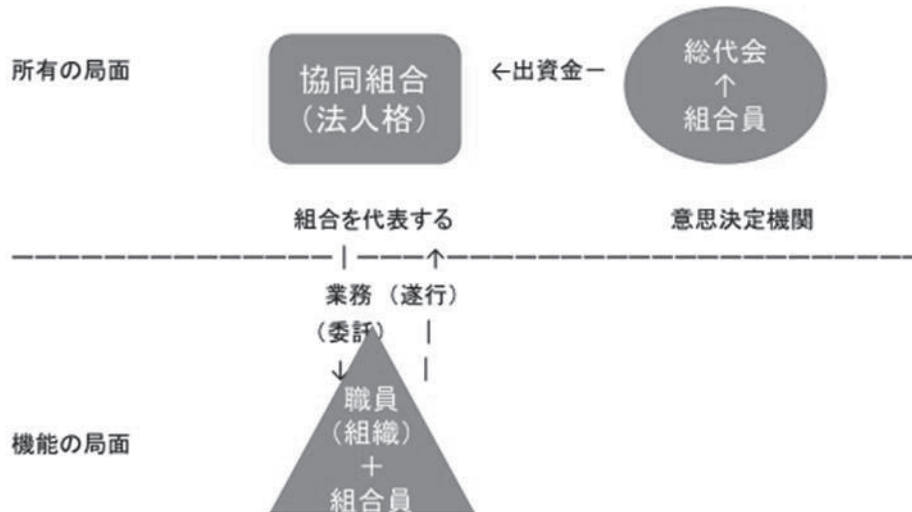 所有の局面
協同組合
(法人格)
←出資金ー
総代会
↑
組合員
組合を代表する
意思決定機関
業務 (遂行)
(委託)
↓
職員
(組織)
+
組合員
機能の局面